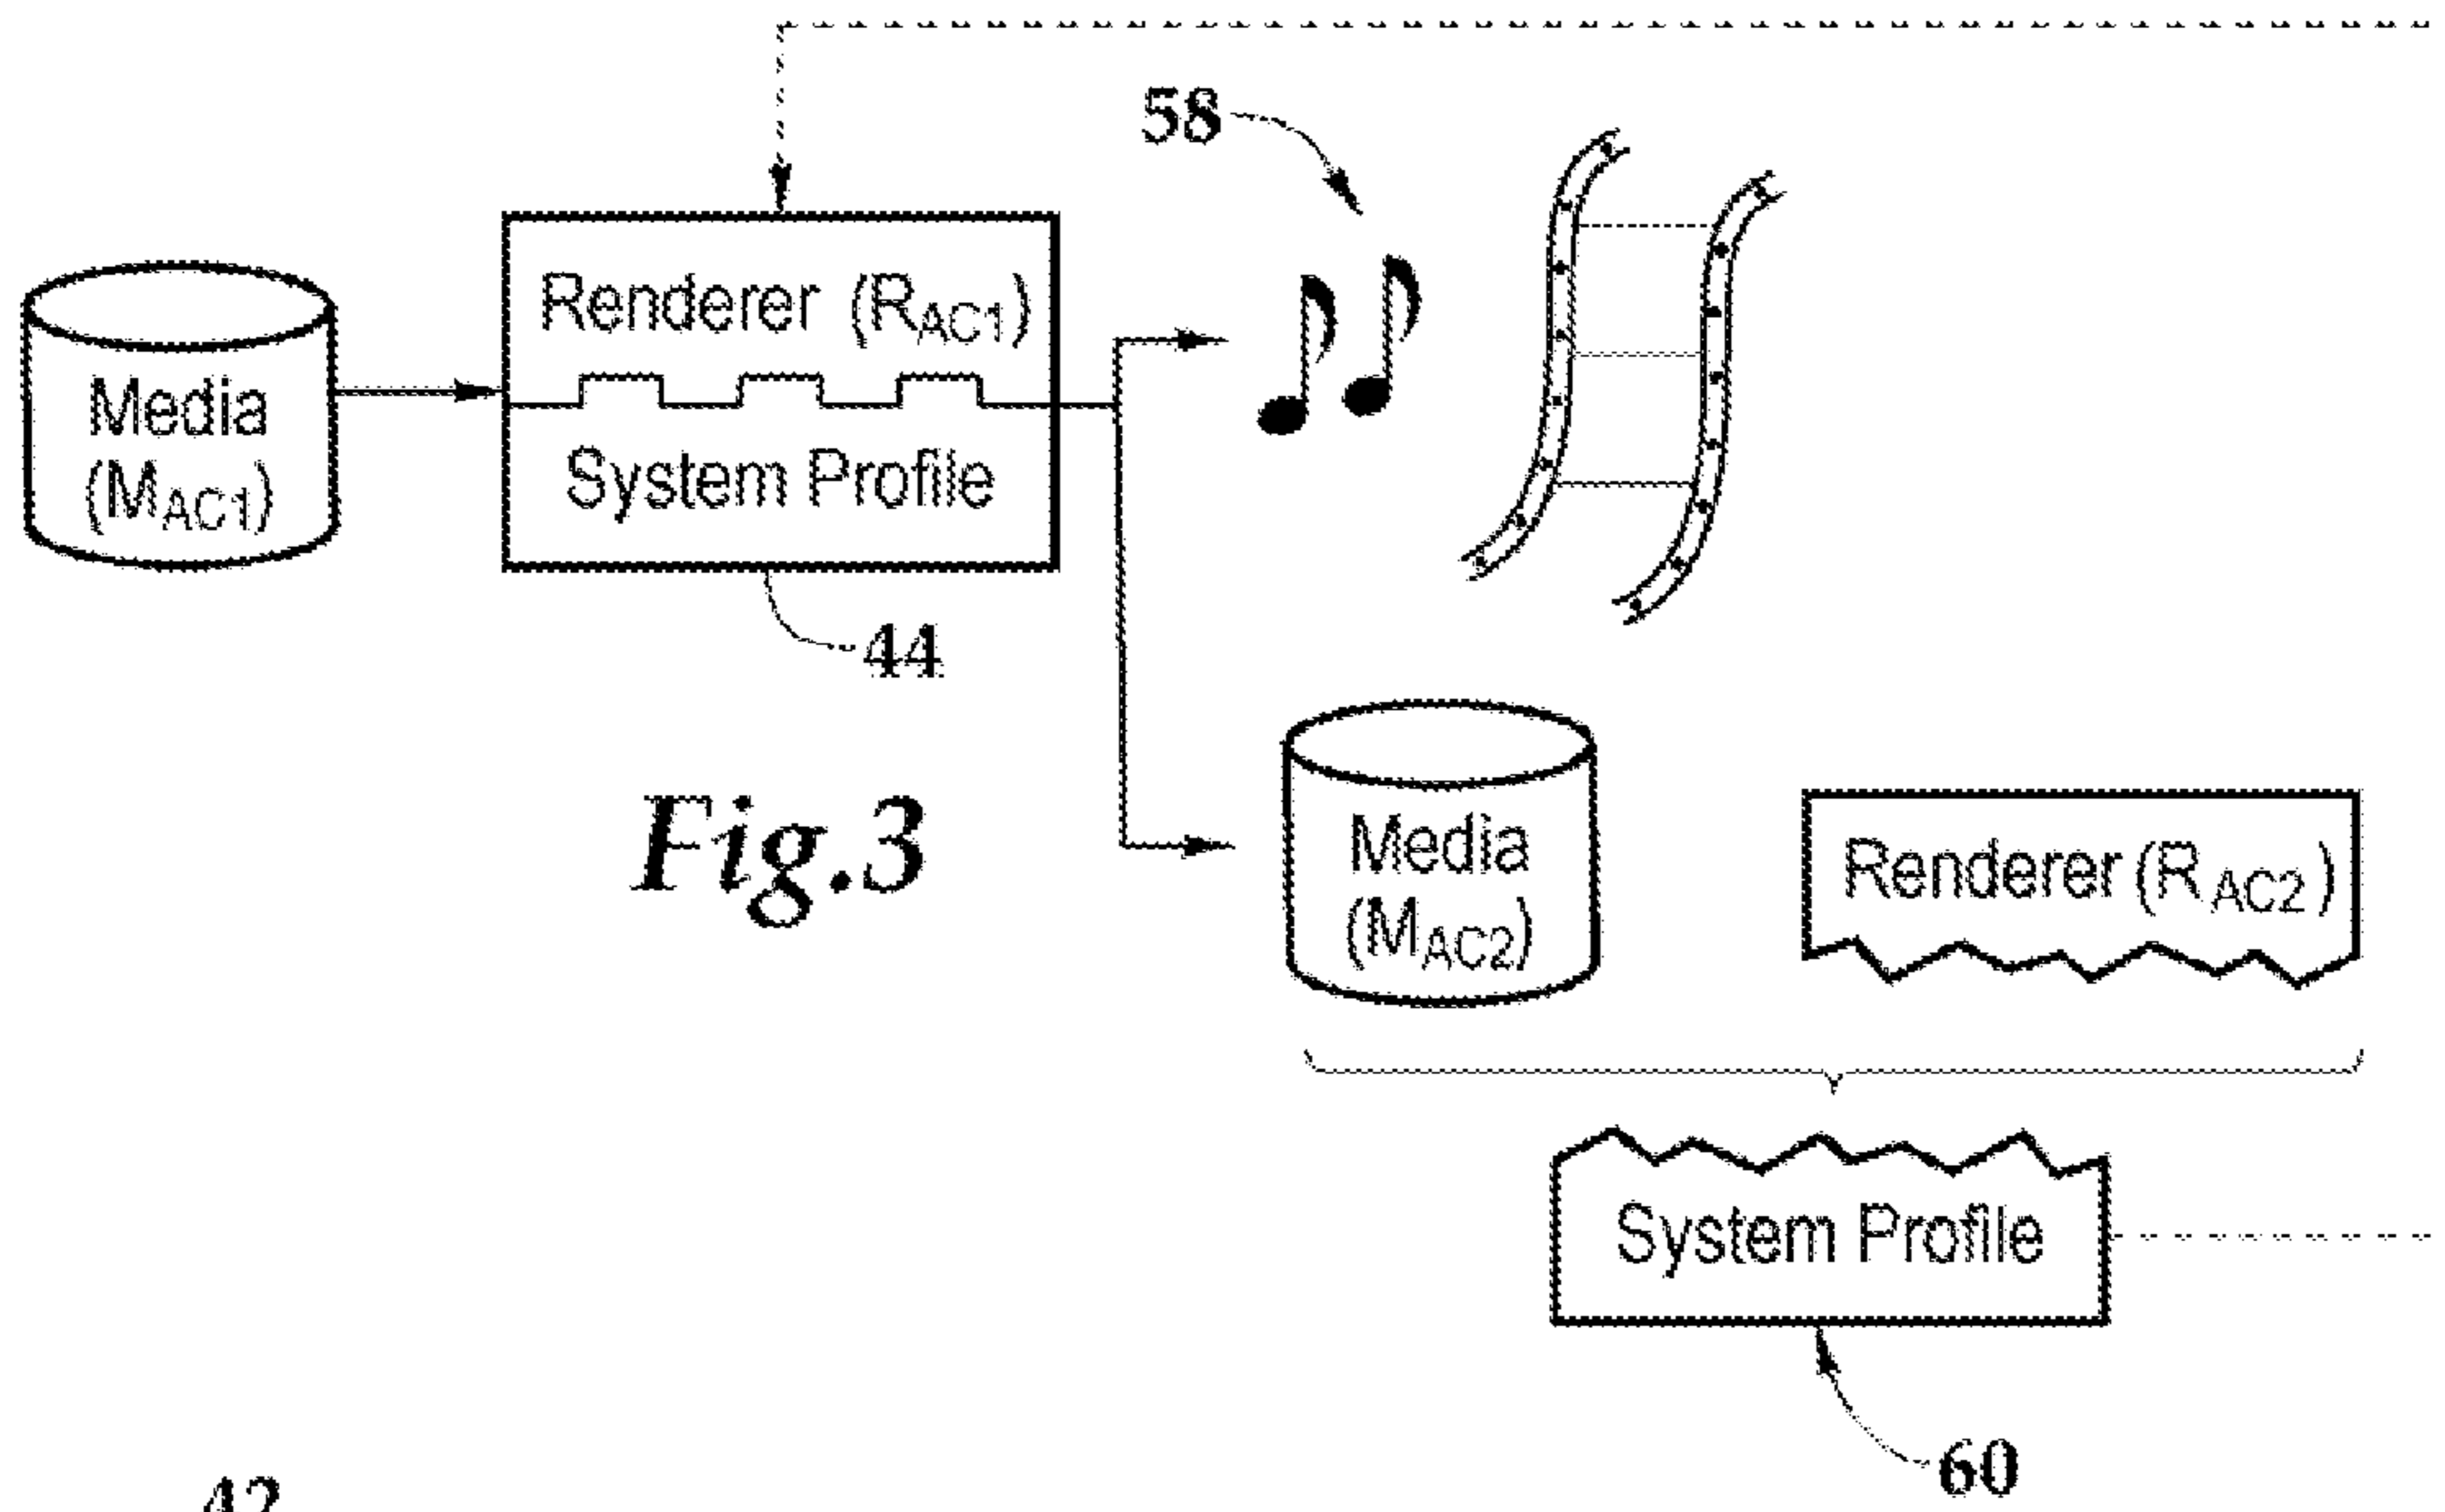 58
Renderer (RAC1)
Media
(MAC1)
System Profile
44
Fig.3
Media
(MAC2)
Renderer (RAC2)
System Profile
60
42